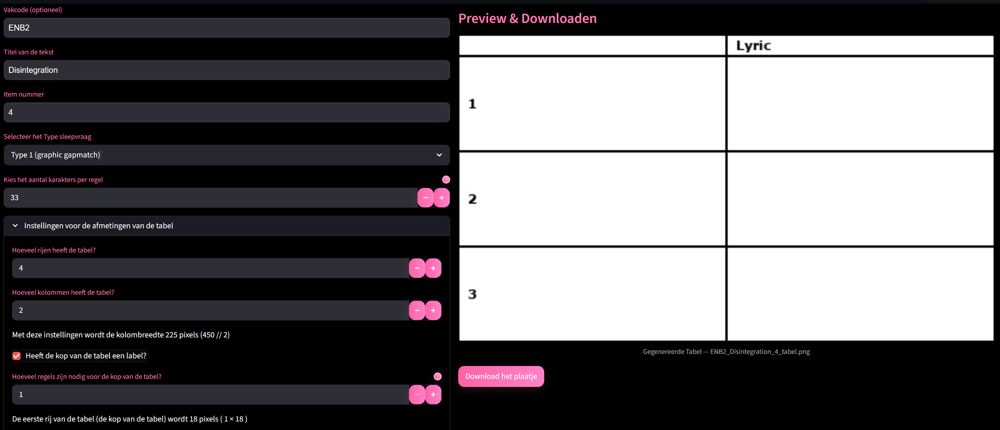 Vakcode (optioneel)
ENB2
Titel van de tekst
Disintegration
Item nummer
4
Selecteer het Type sleepvraag
Type 1 (graphic gapmatch)
Kies het aantal karakters per regel
?
33
− +
Instellingen voor de afmetingen van de tabel
Hoeveel rijen heeft de tabel?
4
− +
Hoeveel kolommen heeft de tabel?
2
− +
Met deze instellingen wordt de kolombreedte 225 pixels (450 // 2)
Heeft de kop van de tabel een label?
Hoeveel regels zijn nodig voor de kop van de tabel?
?
1
− +
De eerste rij van de tabel (de kop van de tabel) wordt 18 pixels ( 1 × 18 )
Preview & Downloaden
Lyric
1
2
3
Gegenereerde Tabel — ENB2_Disintegration_4_tabel.png
Download het plaatje